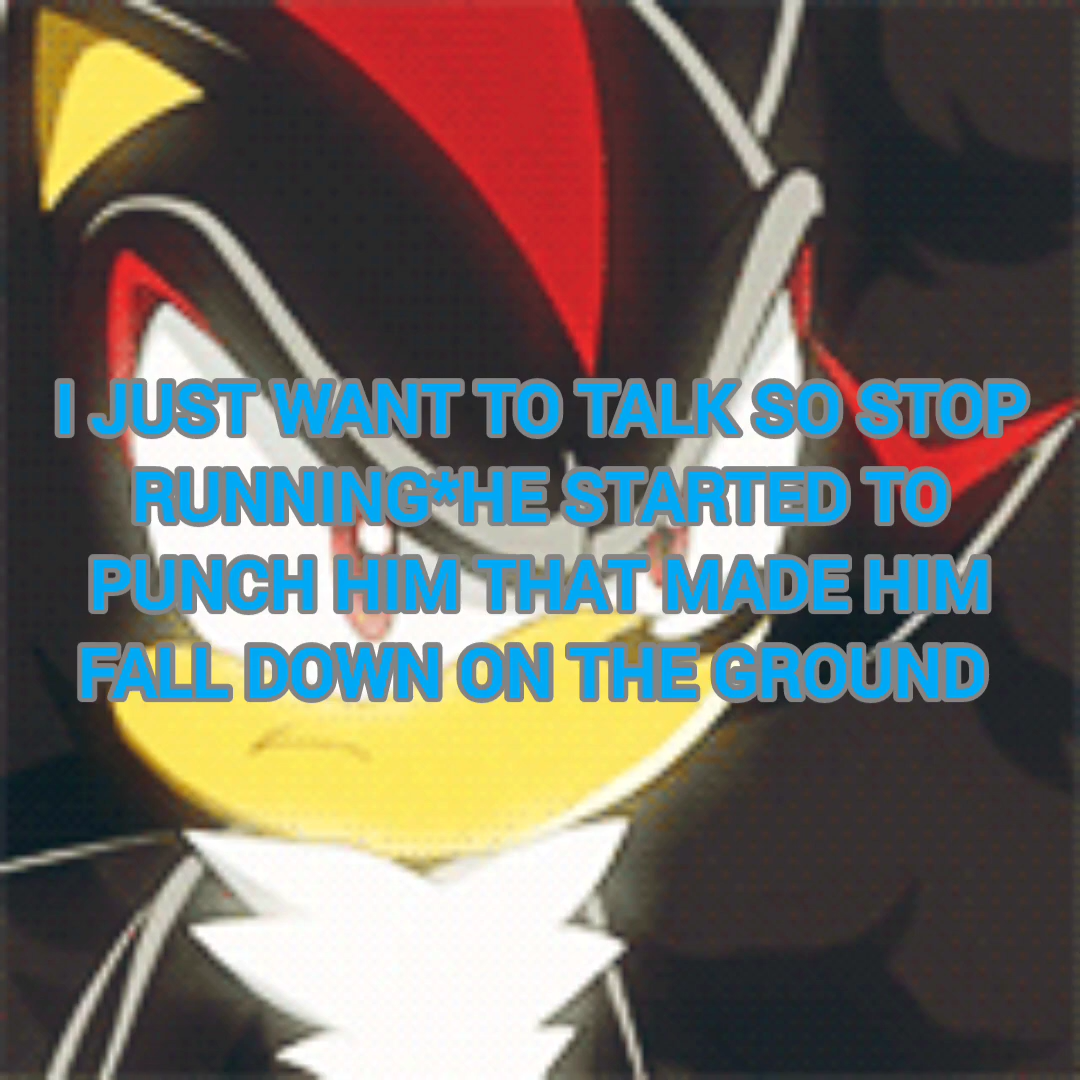 I JUST WANT TO TALK SO STOP
RUNNING*HE STARTED TO
PUNCH HIM THAT MADE HIM
FALL DOWN ON THE GROUND